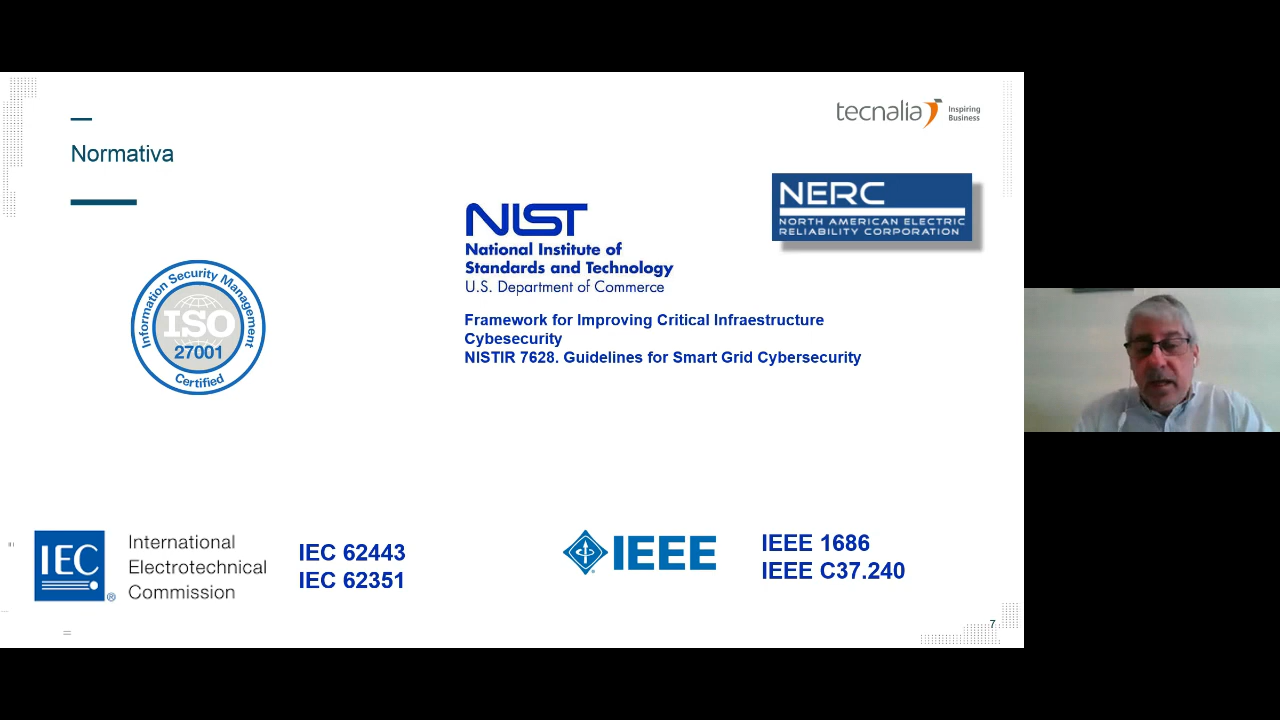 tecnalia
Inspiring
Business
Normativa
NERC
NORTH AMERICAN ELECTRIC
RELIABILITY CORPORATION
NIST
National Institute of
Standards and Technology
U.S. Department of Commerce
Information Security Management
ISO
27001
Certified
Framework for Improving Critical Infraestructure
Cybesecurity
NISTIR 7628. Guidelines for Smart Grid Cybersecurity
IEC
®
International
Electrotechnical
Commission
IEC 62443
IEC 62351
IEEE
®
IEEE 1686
IEEE C37.240
7